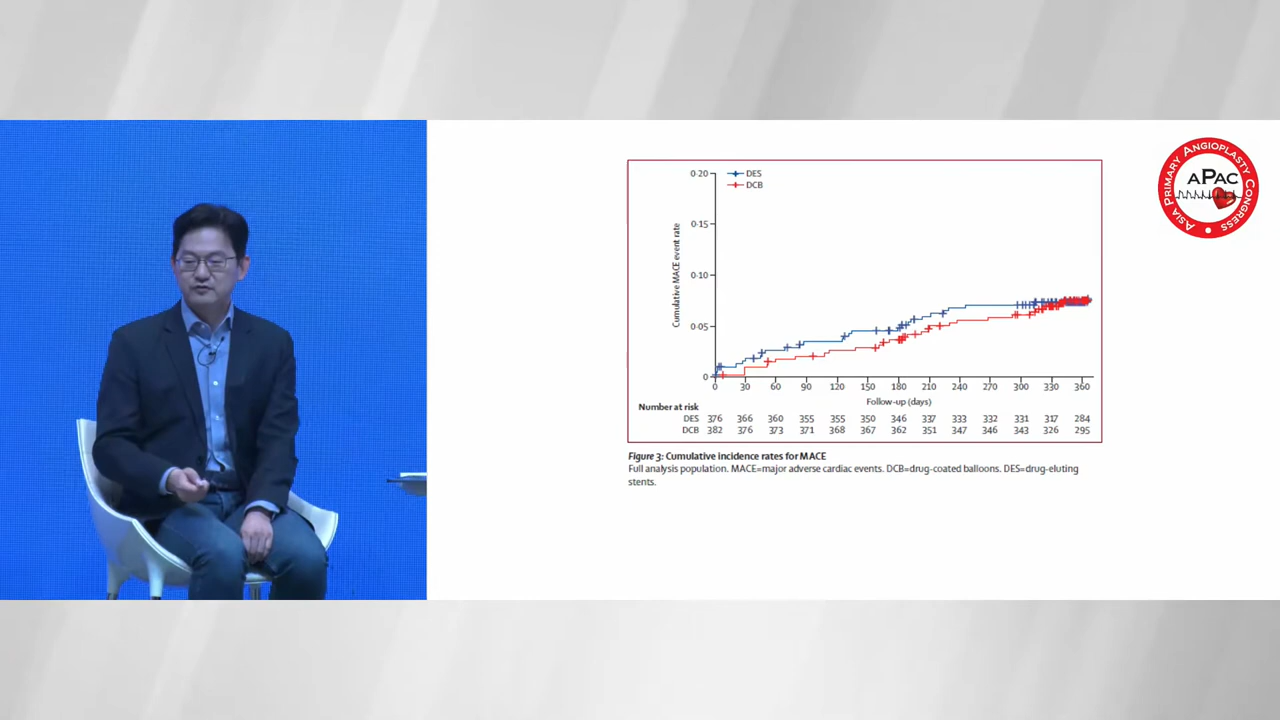 0·20
DES
DCB
0·15
0·10
0·05
0
Cumulative MACE event rate
0 30 60 90 120 150 180 210 240 270 300 330 360
Follow-up (days)
Number at risk
DES 376 366 360 355 355 350 346 337 333 332 331 317 284
DCB 382 376 373 371 368 367 362 351 347 346 343 326 295
Figure 3: Cumulative incidence rates for MACE
Full analysis population. MACE=major adverse cardiac events. DCB=drug-coated balloons. DES=drug-eluting
stents.
ASIA PRIMARY ANGIOPLASTY CONGRESS
APAC